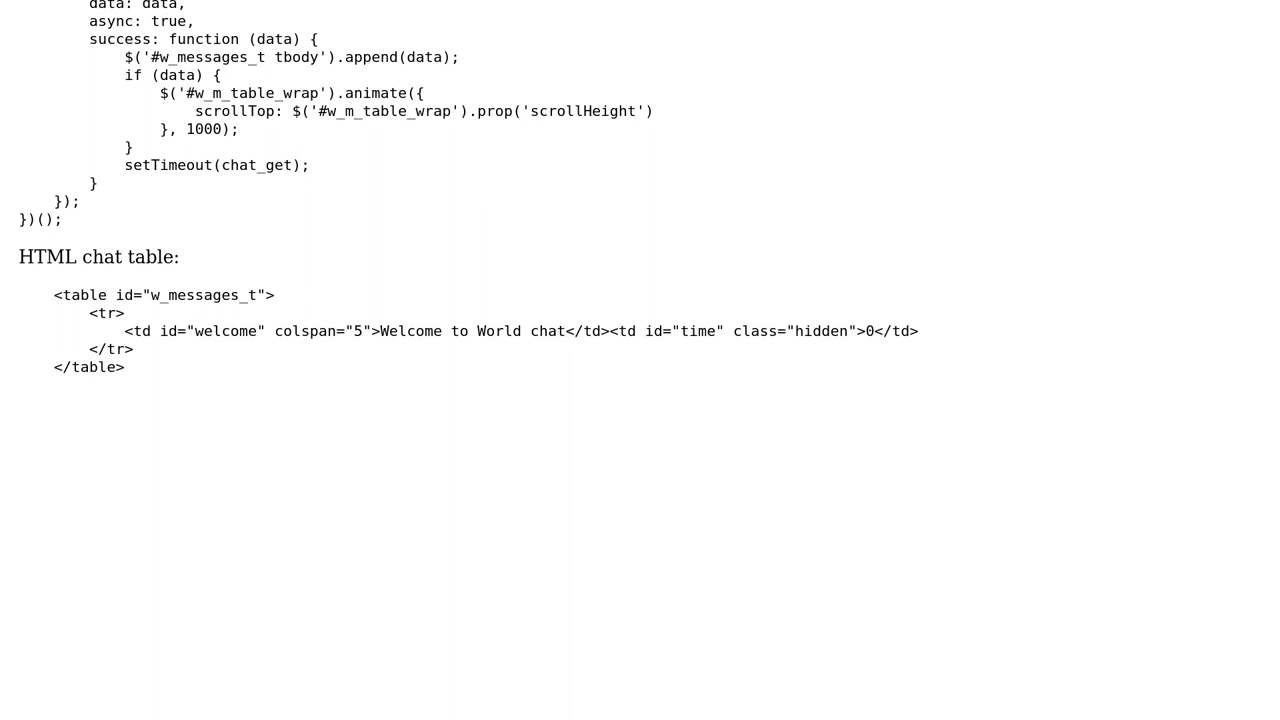 data: data,
async: true,
success: function (data) {
$('#w_messages_t tbody').append(data);
if (data) {
$('#w_m_table_wrap').animate({
scrollTop: $('#w_m_table_wrap').prop('scrollHeight')
}, 1000);
}
setTimeout(chat_get);
}
});
})();
HTML chat table:
<table id="w_messages_t">
<tr>
<td id="welcome" colspan="5">Welcome to World chat</td><td id="time" class="hidden">0</td>
</tr>
</table>